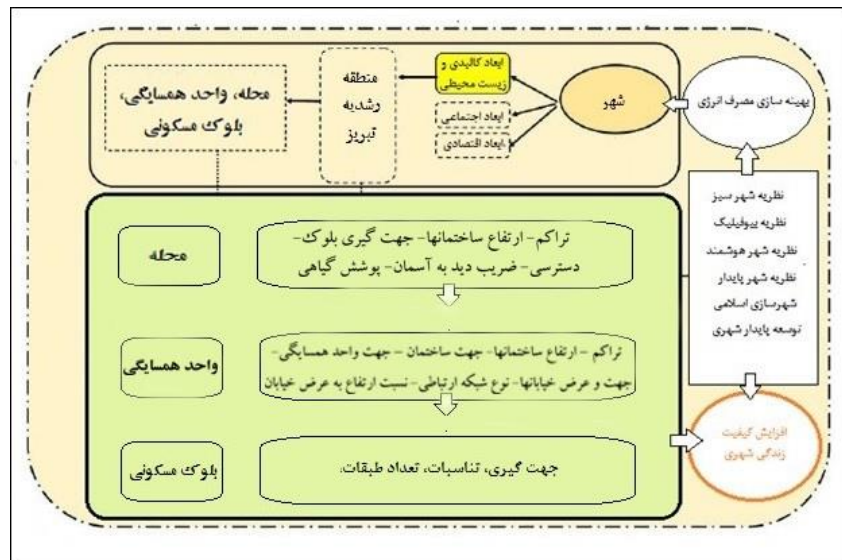 بهینه سازی مصرف انرژی
شهر
ابعاد کالبدی و
زیست محیطی
ابعاد اجتماعی
ابعاد اقتصادی
منطقه
رشدیه
تبریز
محله، واحد همسایگی،
بلوک مسکونی
نظریه شهر سبز
نظریه بیوفیلیک
نظریه شهر هوشمند
نظریه شهر پایدار
شهرسازی اسلامی
توسعه پایدار شهری
محله
تراکم- ارتفاع ساختمانها- جهت گیری بلوک-
دسترسی- ضریب دید به آسمان- پوشش گیاهی
واحد همسایگی
تراکم - ارتفاع ساختمانها- جهت ساختمان - جهت واحد همسایگی-
جهت و عرض خیابانها- نوع شبکه ارتباطی- نسبت ارتفاع به عرض خیابان
بلوک مسکونی
جهت گیری، تناسبات، تعداد طبقات:
افزایش کیفیت
زندگی شهری